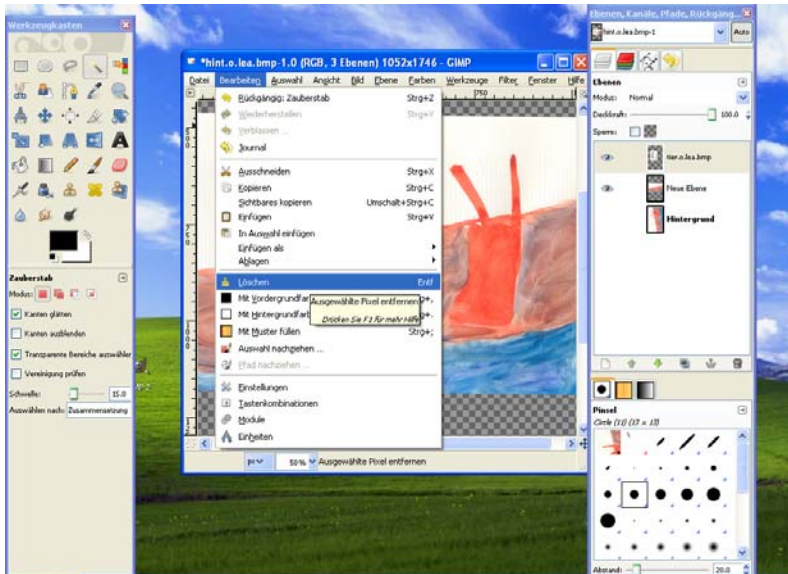 Werkzeugkasten
Zauberstab
Modus:
Kanten glätten
Kanten ausblenden
Transparente Bereiche auswählen
Vereinigung prüfen
Schwelle: 15.0
Auswählen nach: Zusammensetzung
*hint.o.lea.bmp-1.0 (RGB, 3 Ebenen) 1052x1746 - GIMP
Datei Bearbeiten Auswahl Ansicht Bild Ebene Farben Werkzeuge Filter Fenster Hilfe
750
Rückgängig: Zauberstab Strg+Z
Wiederherstellen Strg+Y
Verblassen ...
Journal
Ausschneiden Strg+X
Kopieren Strg+C
Sichtbares kopieren Umschalt+Strg+C
Einfügen Strg+V
In Auswahl einfügen
Einfügen als
Ablagen
Löschen Entf
Mit Vordergrundfar
Ausgewählte Pixel entfernen
Drücken Sie F1 für mehr Hilfe
Mit Hintergrundfarb
Mit Muster füllen Strg+;
Auswahl nachziehen ...
Pfad nachziehen ...
Einstellungen
Tastenkombinationen
Module
Einheiten
px 50% Ausgewählte Pixel entfernen
Ebenen, Kanäle, Pfade, Rückgäng...
hint.o.lea.bmp-1 Auto
Ebenen
Modus: Normal
Deckkraft: 100.0
Sperre:
tier.o.lea.bmp
Neue Ebene
Hintergrund
Pinsel
Circle (11) (13 × 13)
Abstand: 20.0